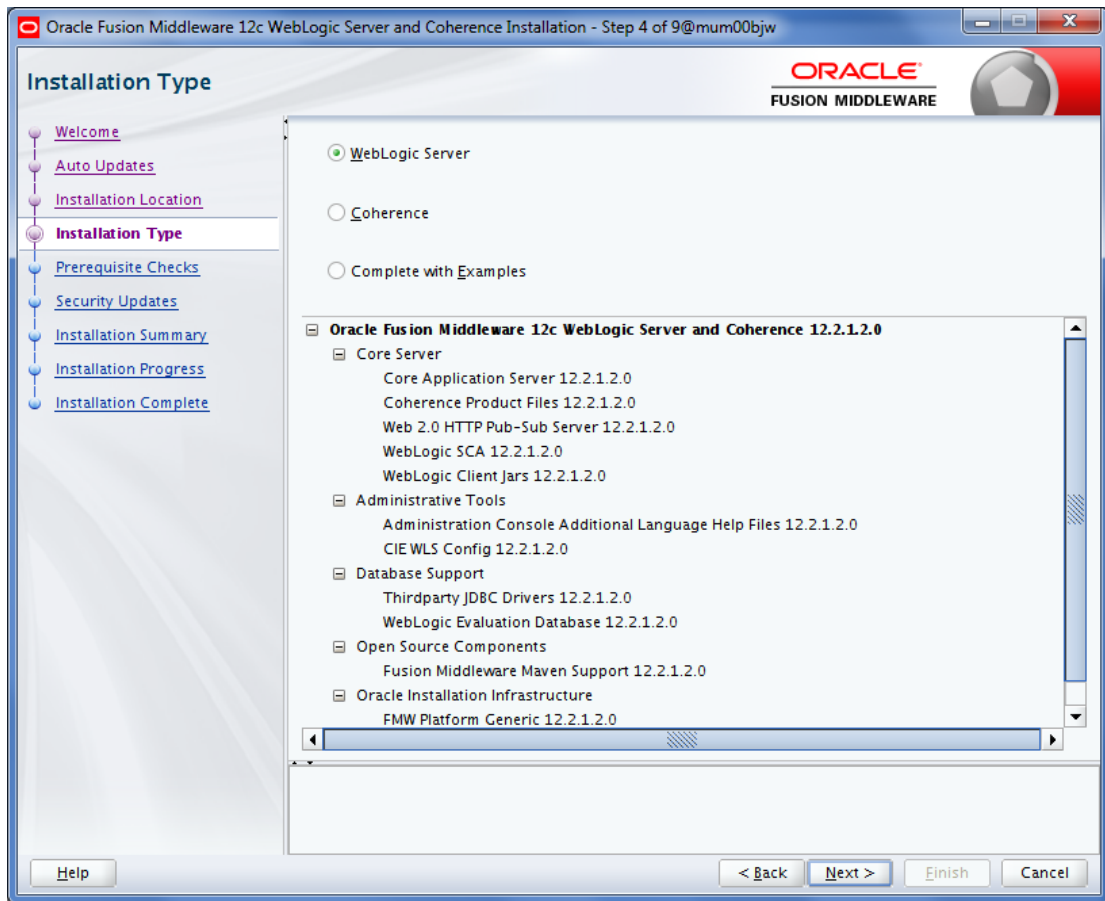 Oracle Fusion Middleware 12c WebLogic Server and Coherence Installation - Step 4 of 9@mum00bjw
Installation Type
ORACLE®
FUSION MIDDLEWARE
Welcome
Auto Updates
Installation Location
Installation Type
Prerequisite Checks
Security Updates
Installation Summary
Installation Progress
Installation Complete
WebLogic Server
Coherence
Complete with Examples
Oracle Fusion Middleware 12c WebLogic Server and Coherence 12.2.1.2.0
Core Server
Core Application Server 12.2.1.2.0
Coherence Product Files 12.2.1.2.0
Web 2.0 HTTP Pub-Sub Server 12.2.1.2.0
WebLogic SCA 12.2.1.2.0
WebLogic Client Jars 12.2.1.2.0
Administrative Tools
Administration Console Additional Language Help Files 12.2.1.2.0
CIE WLS Config 12.2.1.2.0
Database Support
Thirdparty JDBC Drivers 12.2.1.2.0
WebLogic Evaluation Database 12.2.1.2.0
Open Source Components
Fusion Middleware Maven Support 12.2.1.2.0
Oracle Installation Infrastructure
FMW Platform Generic 12.2.1.2.0
Help
< Back
Next >
Finish
Cancel